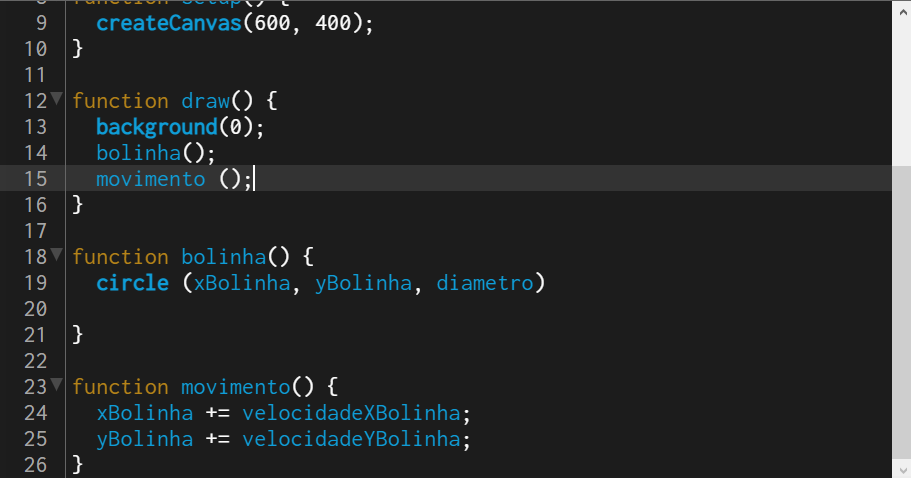 function setup() {
9   createCanvas(600, 400);
10 }
11
12 function draw() {
13   background(0);
14   bolinha();
15   movimento ();
16 }
17
18 function bolinha() {
19   circle (xBolinha, yBolinha, diametro)
20
21 }
22
23 function movimento() {
24   xBolinha += velocidadeXBolinha;
25   yBolinha += velocidadeYBolinha;
26 }